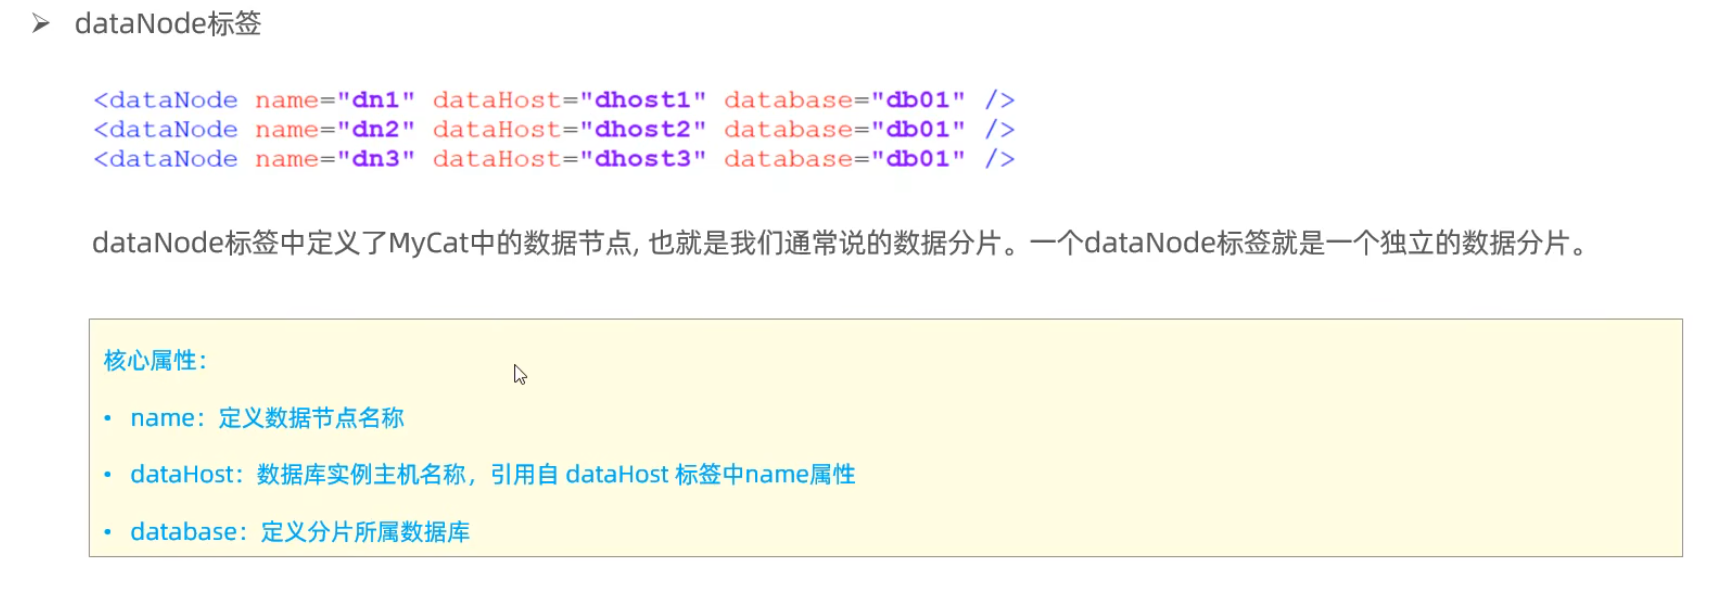 ➢ dataNode标签
<dataNode name="dn1" dataHost="dhost1" database="db01" />
<dataNode name="dn2" dataHost="dhost2" database="db01" />
<dataNode name="dn3" dataHost="dhost3" database="db01" />
dataNode标签中定义了MyCat中的数据节点, 也就是我们通常说的数据分片。一个dataNode标签就是一个独立的数据分片。
核心属性：
• name：定义数据节点名称
• dataHost：数据库实例主机名称，引用自 dataHost 标签中name属性
• database：定义分片所属数据库